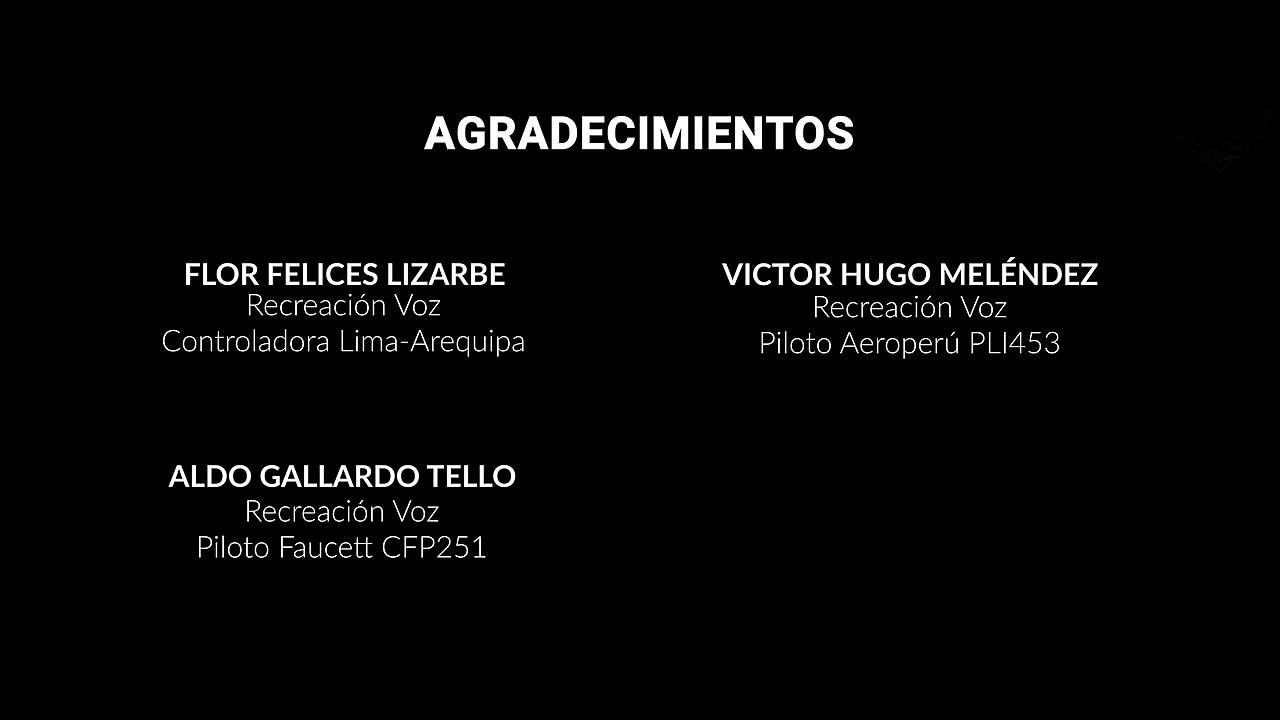 AGRADECIMIENTOS
FLOR FELICES LIZARBE
Recreación Voz
Controladora Lima-Arequipa
VICTOR HUGO MELÉNDEZ
Recreación Voz
Piloto Aeroperú PLI453
ALDO GALLARDO TELLO
Recreación Voz
Piloto Faucett CFP251